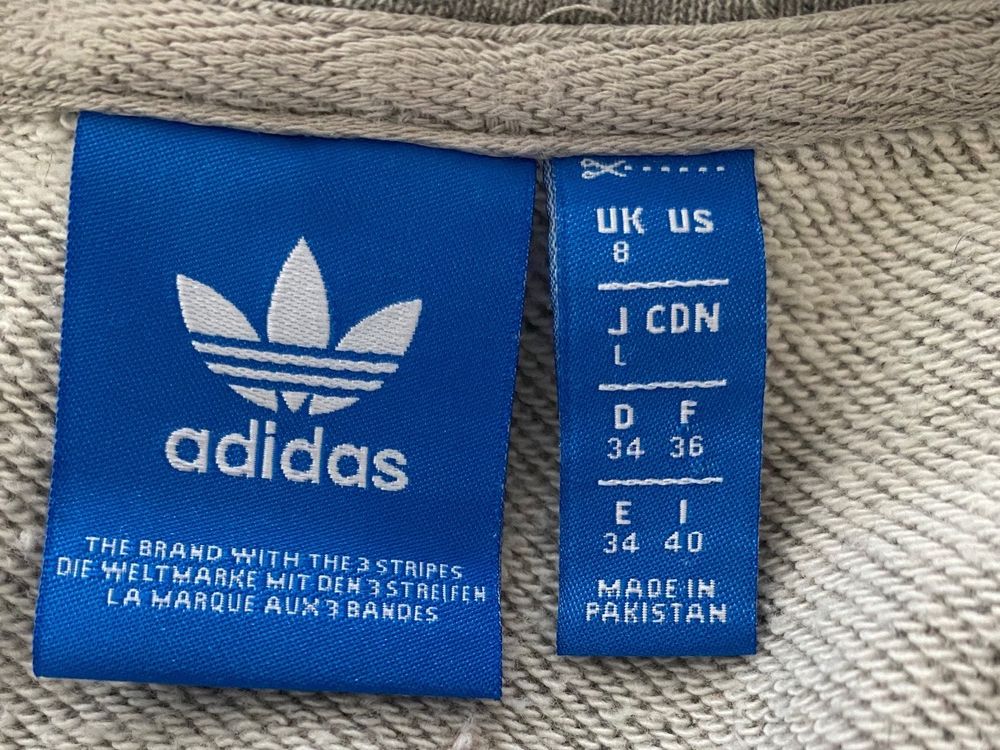 adidas
THE BRAND WITH THE 3 STRIPES
DIE WELTMARKE MIT DEN 3 STREIFEN
LA MARQUE AUX 3 BANDES
UK US
8
J CDN
L
D F
34 36
E I
34 40
MADE IN
PAKISTAN